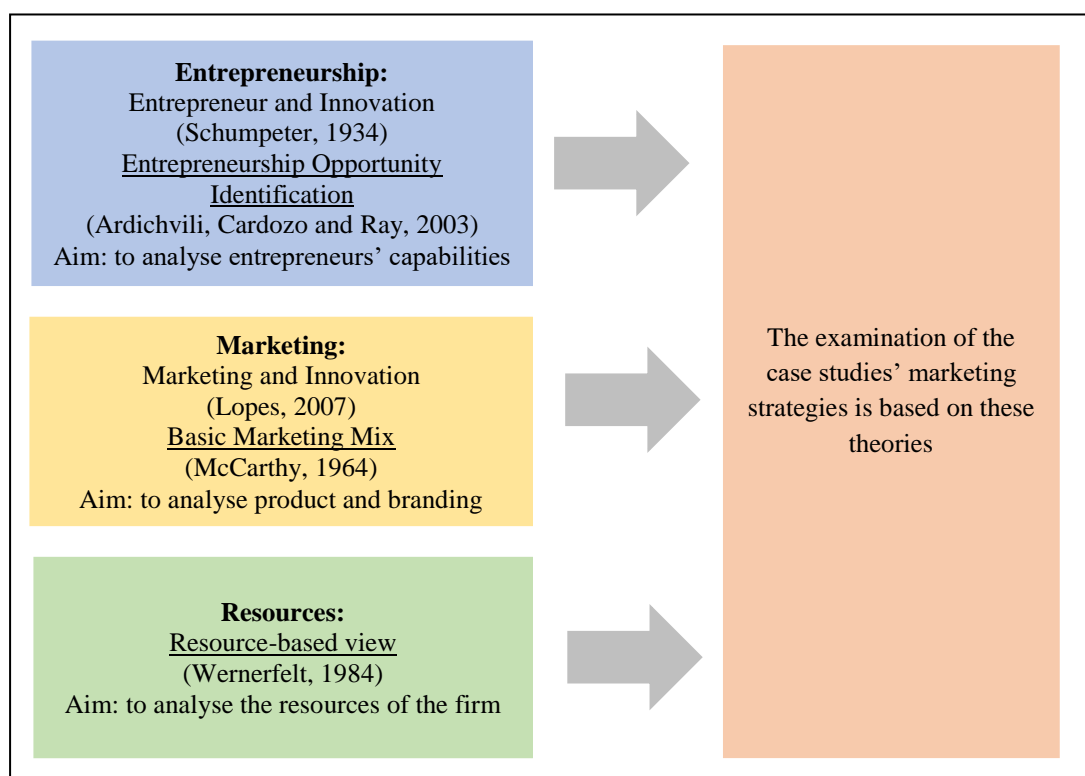 Entrepreneurship:
Entrepreneur and Innovation
(Schumpeter, 1934)
Entrepreneurship Opportunity
Identification
(Ardichvili, Cardozo and Ray, 2003)
Aim: to analyse entrepreneurs’ capabilities
Marketing:
Marketing and Innovation
(Lopes, 2007)
Basic Marketing Mix
(McCarthy, 1964)
Aim: to analyse product and branding
Resources:
Resource-based view
(Wernerfelt, 1984)
Aim: to analyse the resources of the firm
The examination of the
case studies’ marketing
strategies is based on these
theories